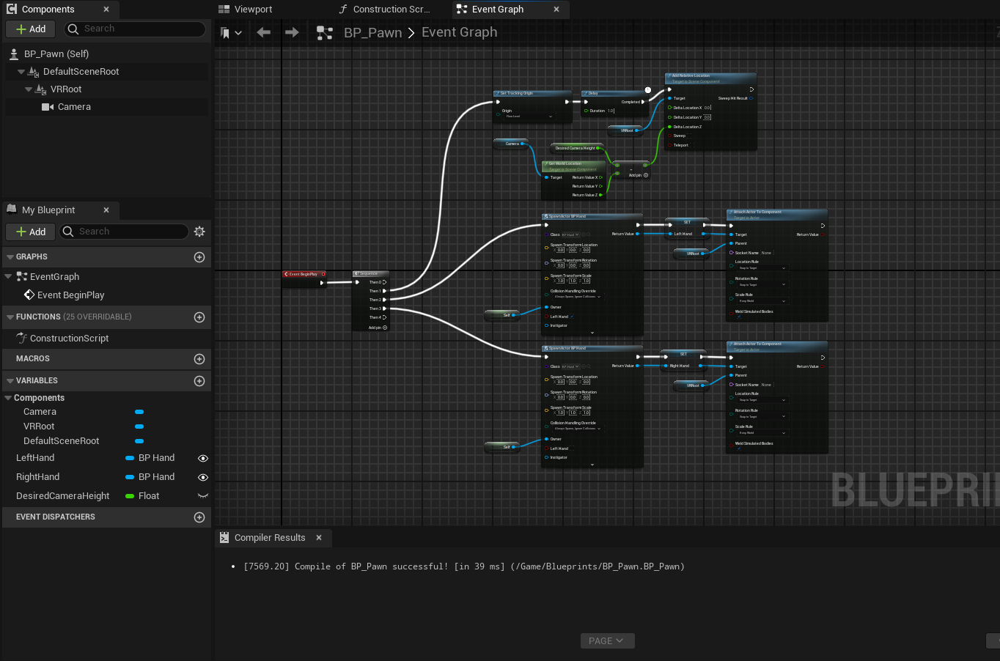 Components
Viewport
Construction Scr...
Event Graph
Add
Search
BP_Pawn
Event Graph
BP_Pawn (Self)
DefaultSceneRoot
VRRoot
Camera
My Blueprint
Add
Search
GRAPHS
EventGraph
Event BeginPlay
FUNCTIONS (25 OVERRIDABLE)
ConstructionScript
MACROS
VARIABLES
Components
Camera
VRRoot
DefaultSceneRoot
LeftHand BP Hand
RightHand BP Hand
DesiredCameraHeight Float
EVENT DISPATCHERS
Event BeginPlay
Sequence
Then 0
Then 1
Then 2
Then 3
Then 4
Add pin
Set Tracking Origin
Origin
Floor Level
Delay
Completed
Duration 1.0
VRRoot
Add Relative Location
Target is Scene Component
Target Sweep Hit Result
Delta Location X 0.0
Delta Location Y 0.0
Delta Location Z
Sweep
Teleport
Camera
Desired Camera Height
Get World Location
Target is Scene Component
Target Return Value X
Return Value Y
Return Value Z
-
Add pin
SpawnActor BP Hand
Class BP Hand Return Value
Spawn Transform Location
X 0.0 Y 0.0 Z 0.0
Spawn Transform Rotation
X 0.0 Y 0.0 Z 0.0
Spawn Transform Scale
X 1.0 Y 1.0 Z 1.0
Collision Handling Override
Always Spawn, Ignore Collisions
Owner
Left Hand
Instigator
Self
SET
Left Hand
VRRoot
Attach Actor To Component
Target is Actor
Target Return Value
Parent
Socket Name None
Location Rule
Snap to Target
Rotation Rule
Snap to Target
Scale Rule
Keep World
Weld Simulated Bodies
SpawnActor BP Hand
Class BP Hand Return Value
Spawn Transform Location
X 0.0 Y 0.0 Z 0.0
Spawn Transform Rotation
X 0.0 Y 0.0 Z 0.0
Spawn Transform Scale
X 1.0 Y 1.0 Z 1.0
Collision Handling Override
Always Spawn, Ignore Collisions
Owner
Left Hand
Instigator
Self
SET
Right Hand
VRRoot
Attach Actor To Component
Target is Actor
Target Return Value
Parent
Socket Name None
Location Rule
Snap to Target
Rotation Rule
Snap to Target
Scale Rule
Keep World
Weld Simulated Bodies
BLUEPRI
Compiler Results
• [7569.20] Compile of BP_Pawn successful! [in 39 ms] (/Game/Blueprints/BP_Pawn.BP_Pawn)
PAGE